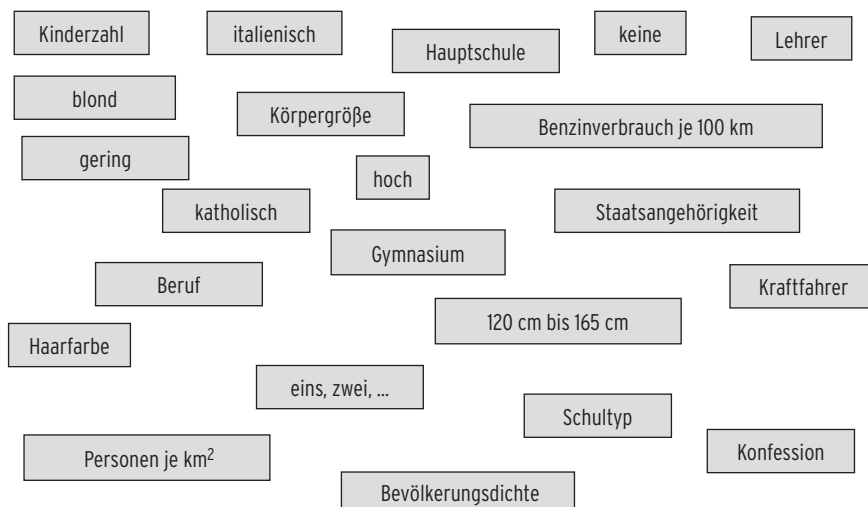 Kinderzahl
italienisch
Hauptschule
keine
Lehrer
blond
Körpergröße
Benzinverbrauch je 100 km
gering
hoch
katholisch
Staatsangehörigkeit
Gymnasium
Beruf
Kraftfahrer
120 cm bis 165 cm
Haarfarbe
eins, zwei, ...
Schultyp
Personen je km²
Konfession
Bevölkerungsdichte